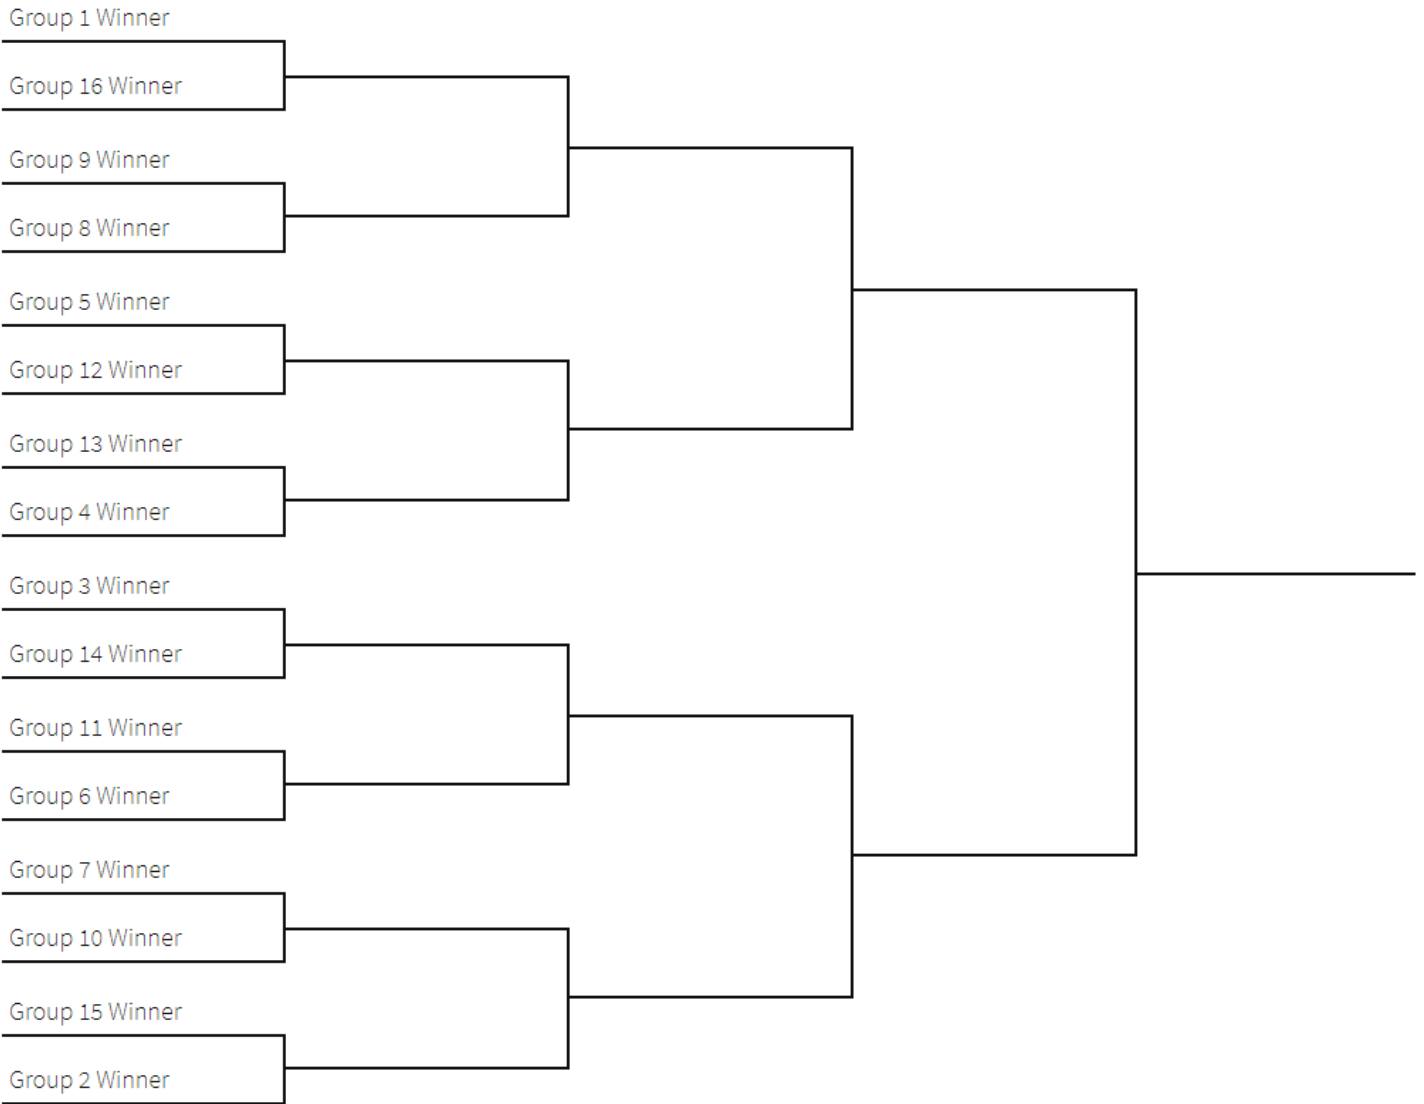 Group 1 Winner
Group 16 Winner
Group 9 Winner
Group 8 Winner
Group 5 Winner
Group 12 Winner
Group 13 Winner
Group 4 Winner
Group 3 Winner
Group 14 Winner
Group 11 Winner
Group 6 Winner
Group 7 Winner
Group 10 Winner
Group 15 Winner
Group 2 Winner